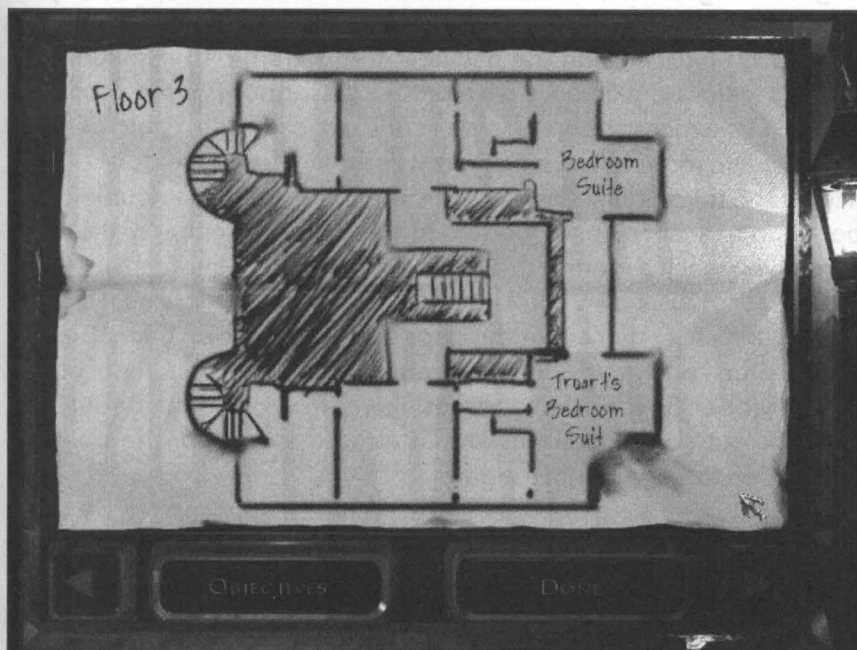 Floor 3
Bedroom
Suite
Truart's
Bedroom
Suit
OBJECTIVES
DONE